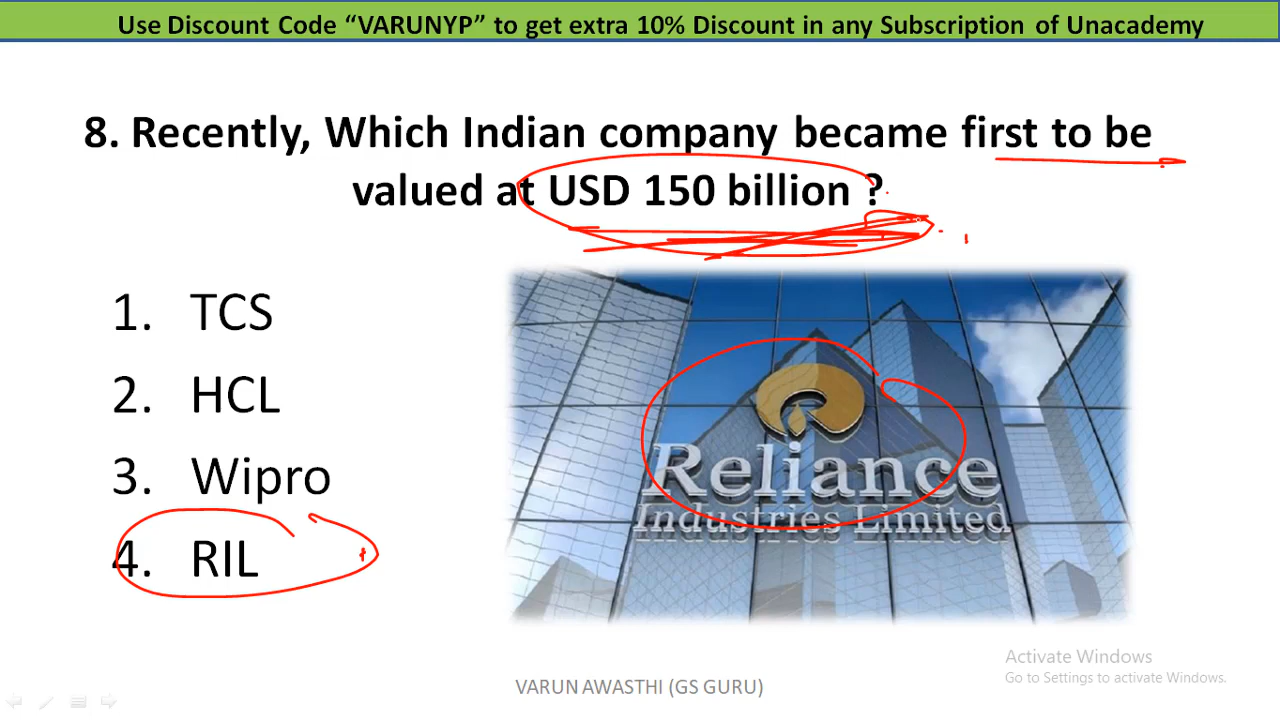 Use Discount Code “VARUNYP” to get extra 10% Discount in any Subscription of Unacademy
8. Recently, Which Indian company became first to be
valued at USD 150 billion ?
1. TCS
2. HCL
3. Wipro
4. RIL
Reliance
Industries Limited
Activate Windows
Go to Settings to activate Windows.
VARUN AWASTHI (GS GURU)